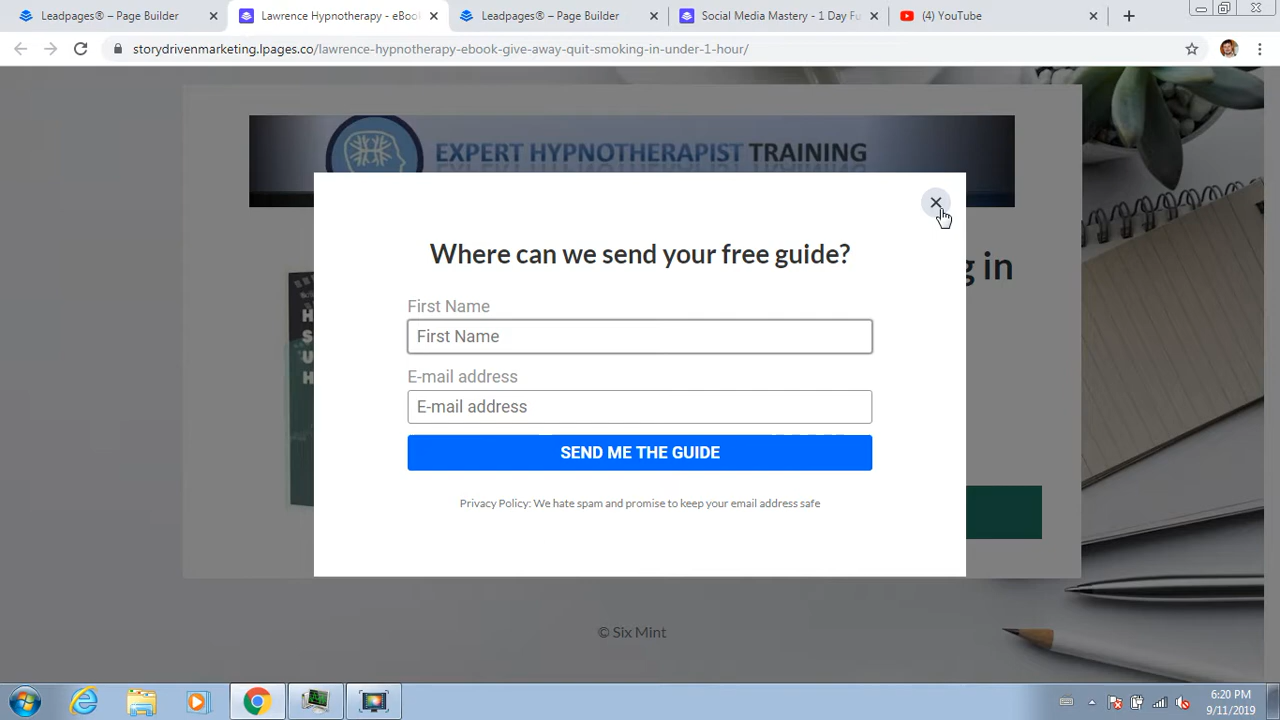 Leadpages® – Page Builder
Lawrence Hypnotherapy - eBoo
Leadpages® – Page Builder
Social Media Mastery - 1 Day Fu
(4) YouTube
storydrivenmarketing.lpages.co/lawrence-hypnotherapy-ebook-give-away-quit-smoking-in-under-1-hour/
EXPERT HYPNOTHERAPIST TRAINING
g in
H
S
U
H
Where can we send your free guide?
First Name
First Name
E-mail address
E-mail address
SEND ME THE GUIDE
Privacy Policy: We hate spam and promise to keep your email address safe
© Six Mint
6:20 PM
9/11/2019